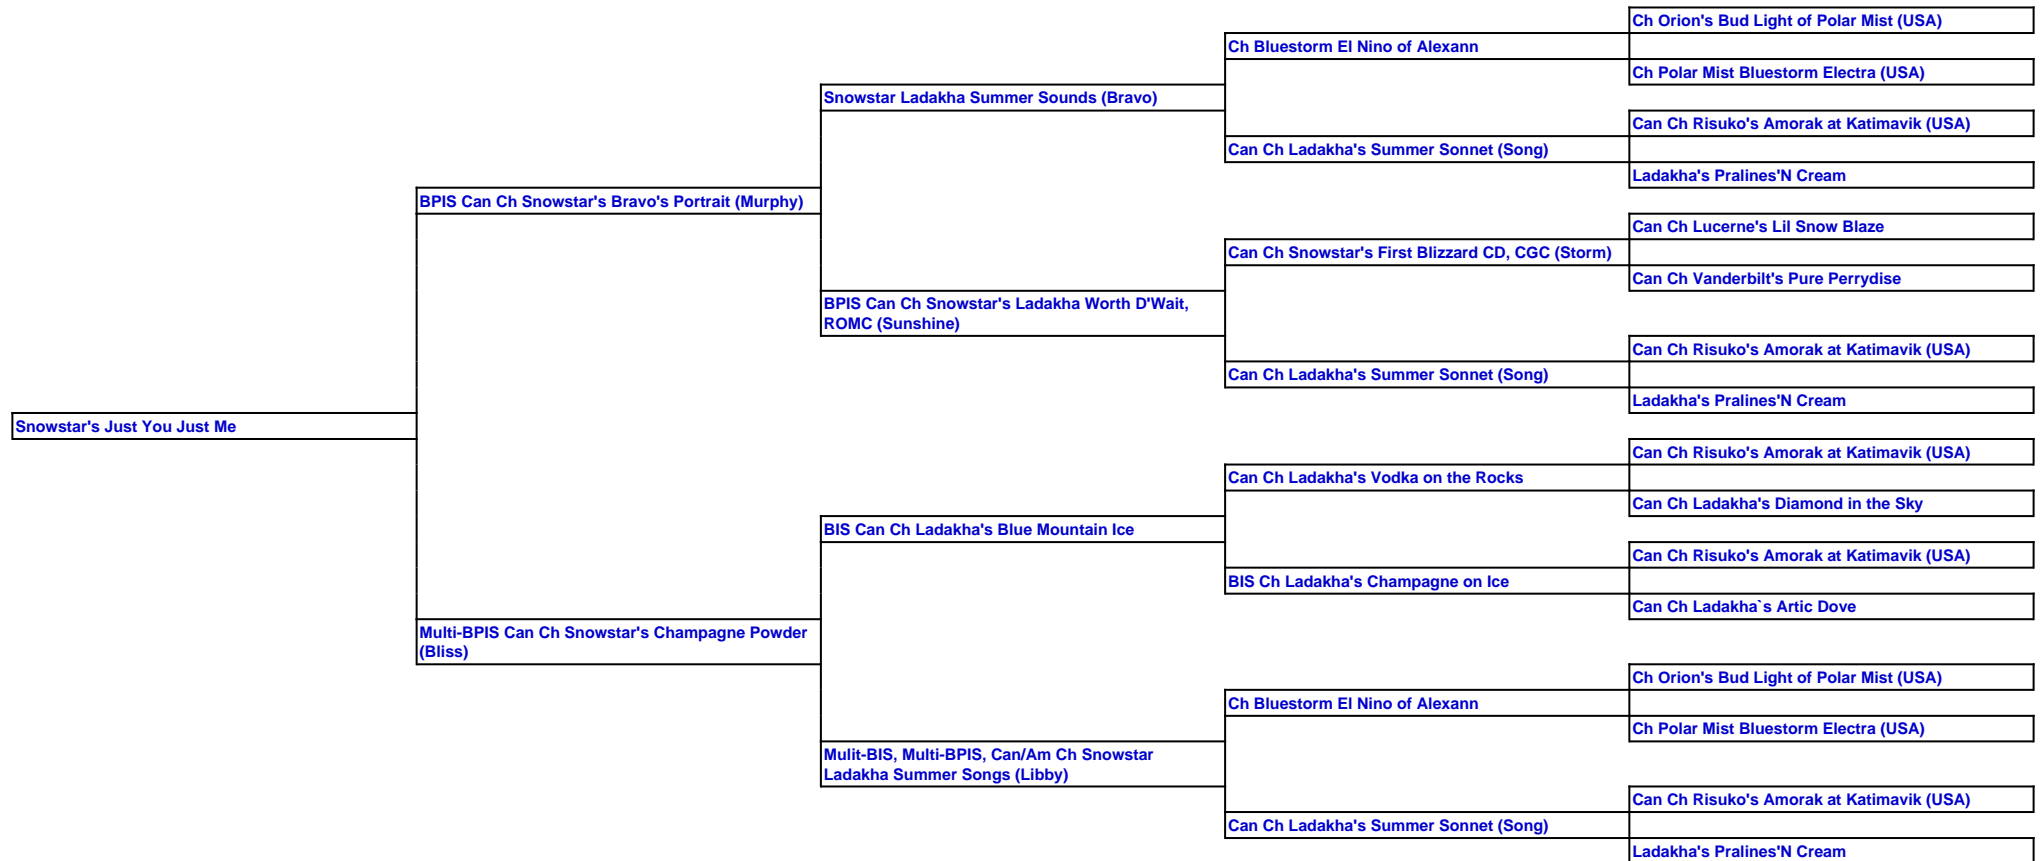 Ch Orion's Bud Light of Polar Mist (USA)
Ch Bluestorm El Nino of Alexann
Ch Polar Mist Bluestorm Electra (USA)
Snowstar Ladakha Summer Sounds (Bravo)
Can Ch Risuko's Amorak at Katimavik (USA)
Can Ch Ladakha's Summer Sonnet (Song)
Ladakha's Pralines'N Cream
BPIS Can Ch Snowstar's Bravo's Portrait (Murphy)
Can Ch Lucerne's Lil Snow Blaze
Can Ch Snowstar's First Blizzard CD, CGC (Storm)
Can Ch Vanderbilt's Pure Perrydise
BPIS Can Ch Snowstar's Ladakha Worth D'Wait,
ROMC (Sunshine)
Can Ch Risuko's Amorak at Katimavik (USA)
Can Ch Ladakha's Summer Sonnet (Song)
Ladakha's Pralines'N Cream
Snowstar's Just You Just Me
Can Ch Risuko's Amorak at Katimavik (USA)
Can Ch Ladakha's Vodka on the Rocks
Can Ch Ladakha's Diamond in the Sky
BIS Can Ch Ladakha's Blue Mountain Ice
Can Ch Risuko's Amorak at Katimavik (USA)
BIS Ch Ladakha's Champagne on Ice
Can Ch Ladakha`s Artic Dove
Multi-BPIS Can Ch Snowstar's Champagne Powder
(Bliss)
Ch Orion's Bud Light of Polar Mist (USA)
Ch Bluestorm El Nino of Alexann
Ch Polar Mist Bluestorm Electra (USA)
Mulit-BIS, Multi-BPIS, Can/Am Ch Snowstar
Ladakha Summer Songs (Libby)
Can Ch Risuko's Amorak at Katimavik (USA)
Can Ch Ladakha's Summer Sonnet (Song)
Ladakha's Pralines'N Cream